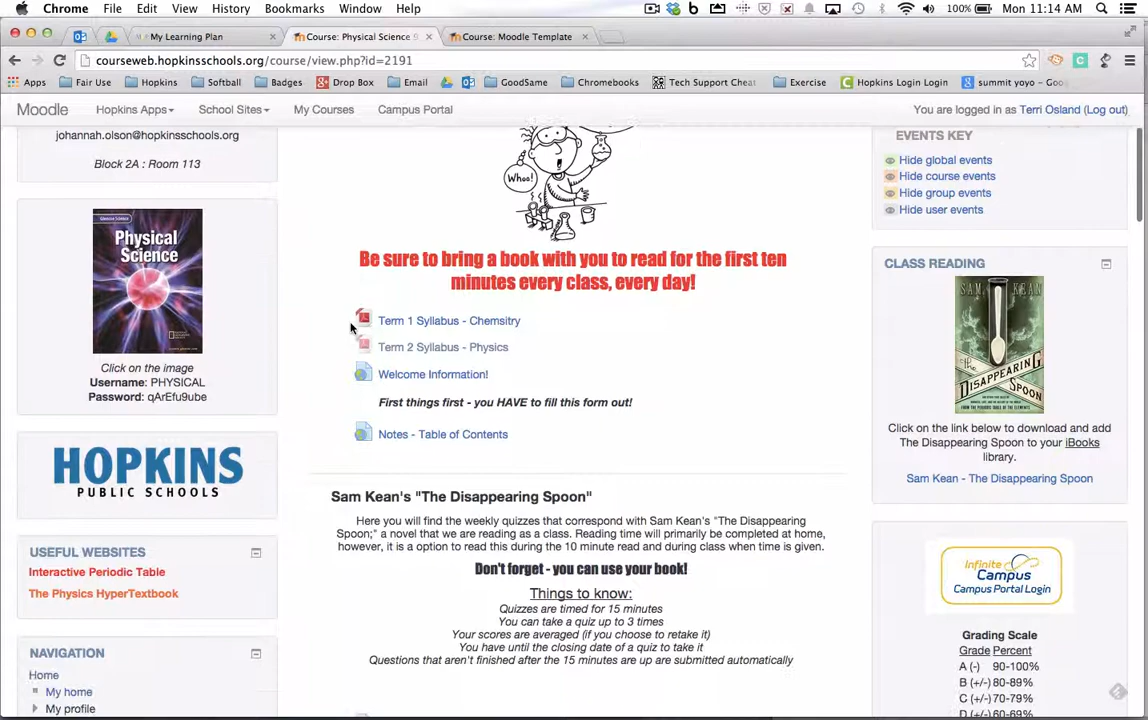 Chrome File Edit View History Bookmarks Window Help 100% Mon 11:14 AM
My Learning Plan Course: Physical Science 9 Course: Moodle Template
courseweb.hopkinsschools.org/course/view.php?id=2191
Apps Fair Use Hopkins Softball Badges Drop Box Email GoodSame Chromebooks Tech Support Cheat Exercise Hopkins Login Login summit yoyo - Goo
Moodle Hopkins Apps School Sites My Courses Campus Portal You are logged in as Terri Osland (Log out)
johannah.olson@hopkinsschools.org
Block 2A : Room 113
Physical
Science
Click on the image
Username: PHYSICAL
Password: qArEfu9ube
HOPKINS
PUBLIC SCHOOLS
USEFUL WEBSITES
Interactive Periodic Table
The Physics HyperTextbook
NAVIGATION
Home
My home
My profile
Whoo!
Be sure to bring a book with you to read for the first ten
minutes every class, every day!
Term 1 Syllabus - Chemsitry
Term 2 Syllabus - Physics
Welcome Information!
First things first - you HAVE to fill this form out!
Notes - Table of Contents
Sam Kean's "The Disappearing Spoon"
Here you will find the weekly quizzes that correspond with Sam Kean's "The Disappearing
Spoon;" a novel that we are reading as a class. Reading time will primarily be completed at home,
however, it is a option to read this during the 10 minute read and during class when time is given.
Don't forget - you can use your book!
Things to know:
Quizzes are timed for 15 minutes
You can take a quiz up to 3 times
Your scores are averaged (if you choose to retake it)
You have until the closing date of a quiz to take it
Questions that aren't finished after the 15 minutes are up are submitted automatically
EVENTS KEY
Hide global events
Hide course events
Hide group events
Hide user events
CLASS READING
SAM KEAN
the
DISAPPEARING
SPOON
Click on the link below to download and add
The Disappearing Spoon to your iBooks
library.
Sam Kean - The Disappearing Spoon
Infinite
Campus
Campus Portal Login
Grading Scale
Grade Percent
A (-) 90-100%
B (+/-) 80-89%
C (+/-) 70-79%
D (+/-) 60-69%